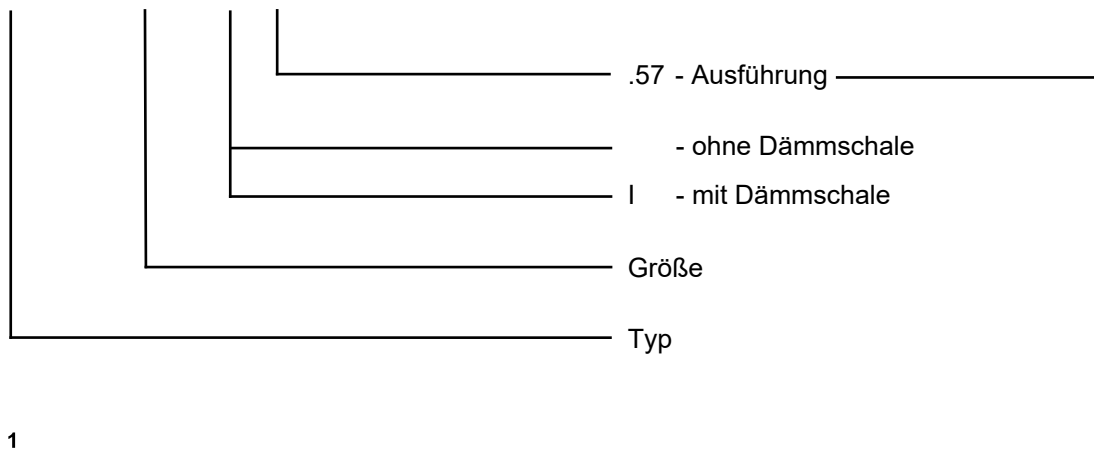 .57 - Ausführung
- ohne Dämmschale
I - mit Dämmschale
Größe
Typ
1